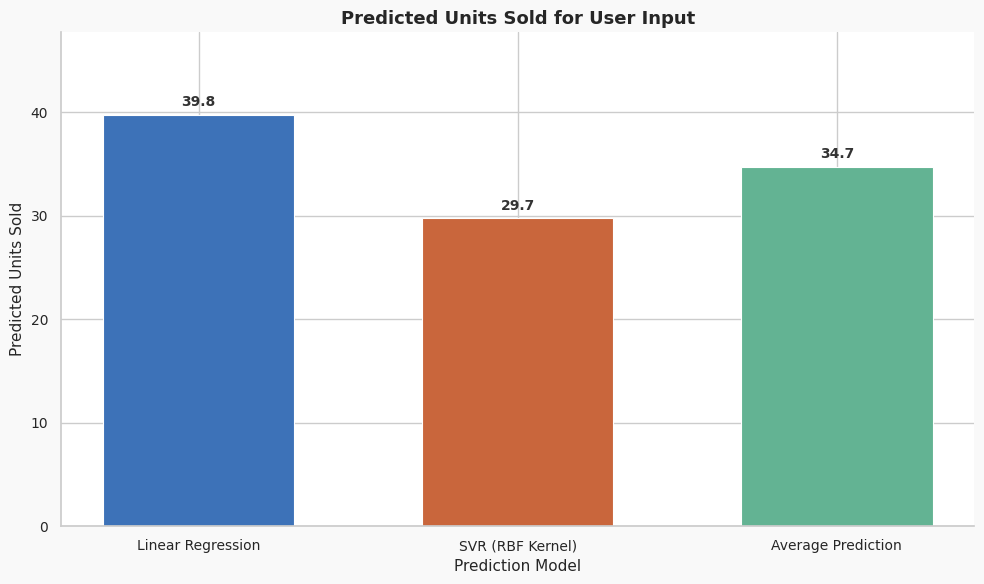 Predicted Units Sold for User Input
Predicted Units Sold
40
30
20
10
0
39.8
29.7
34.7
Linear Regression
SVR (RBF Kernel)
Average Prediction
Prediction Model